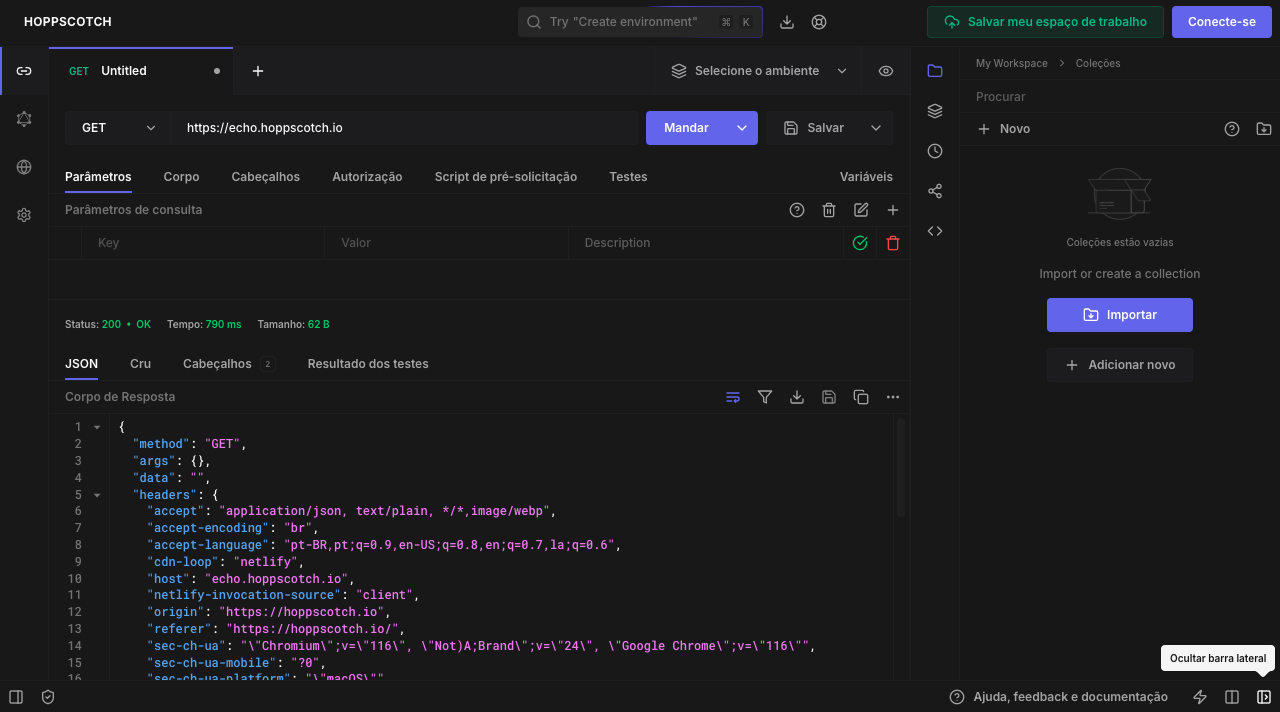 HOPPSCOTCH
Try "Create environment" ⌘ K
Salvar meu espaço de trabalho
Conecte-se
GET Untitled
Selecione o ambiente
My Workspace > Coleções
Procurar
GET
https://echo.hoppscotch.io
Mandar
Salvar
Novo
Parâmetros
Corpo
Cabeçalhos
Autorização
Script de pré-solicitação
Testes
Variáveis
Parâmetros de consulta
Key
Valor
Description
Coleções estão vazias
Import or create a collection
Importar
Adicionar novo
Status: 200 • OK Tempo: 790 ms Tamanho: 62 B
JSON
Cru
Cabeçalhos 2
Resultado dos testes
Corpo de Resposta
1 {
2 "method": "GET",
3 "args": {},
4 "data": "",
5 "headers": {
6 "accept": "application/json, text/plain, */*,image/webp",
7 "accept-encoding": "br",
8 "accept-language": "pt-BR,pt;q=0.9,en-US;q=0.8,en;q=0.7,la;q=0.6",
9 "cdn-loop": "netlify",
10 "host": "echo.hoppscotch.io",
11 "netlify-invocation-source": "client",
12 "origin": "https://hoppscotch.io",
13 "referer": "https://hoppscotch.io/",
14 "sec-ch-ua": "\"Chromium\";v=\"116\", \"Not)A;Brand\";v=\"24\", \"Google Chrome\";v=\"116\"",
15 "sec-ch-ua-mobile": "?0",
16 "sec-ch-ua-platform": "\"macOS\""
Ocultar barra lateral
Ajuda, feedback e documentação